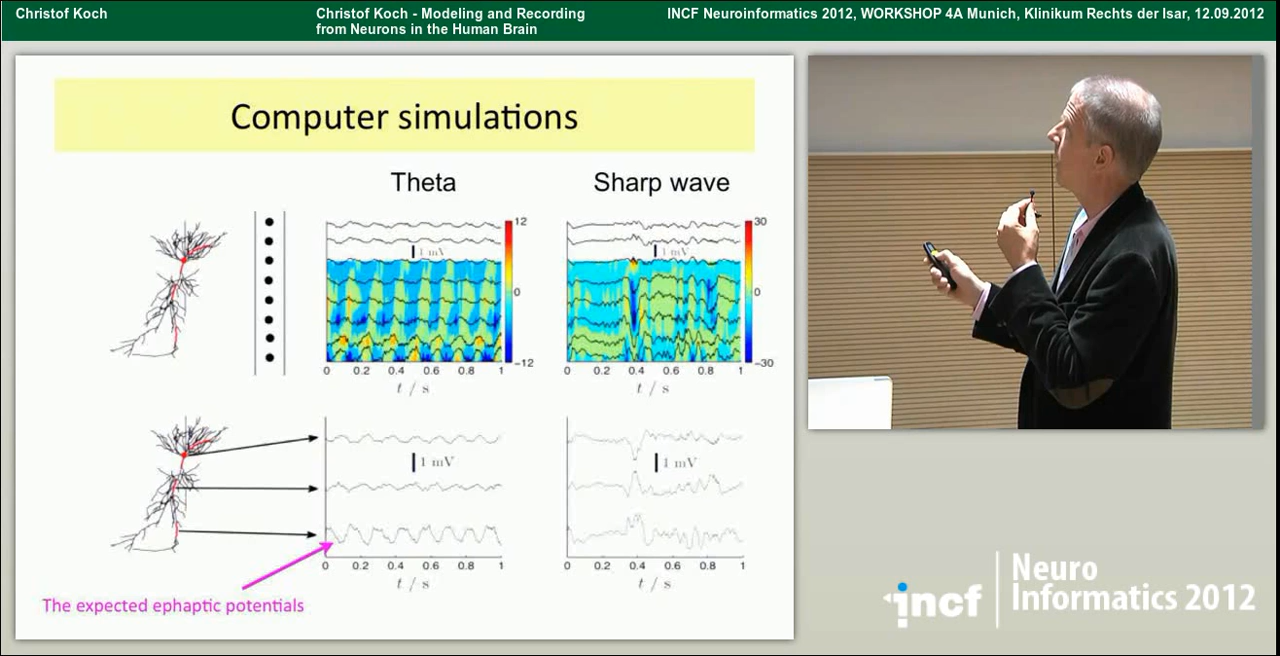 Christof Koch
Christof Koch - Modeling and Recording
from Neurons in the Human Brain
INCF Neuroinformatics 2012, WORKSHOP 4A Munich, Klinikum Rechts der Isar, 12.09.2012
Computer simulations
Theta
Sharp wave
12
0
-12
1 mV
0 0.2 0.4 0.6 0.8 1
t / s
30
0
-30
1 mV
0 0.2 0.4 0.6 0.8 1
t / s
1 mV
0 0.2 0.4 0.6 0.8 1
t / s
1 mV
0 0.2 0.4 0.6 0.8 1
t / s
The expected ephaptic potentials
incf
Neuro
Informatics 2012